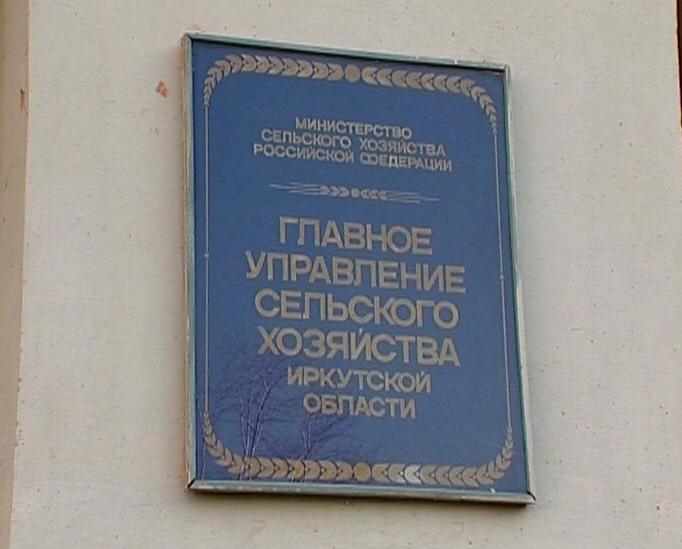 МИНИСТЕРСТВО
СЕЛЬСКОГО ХОЗЯЙСТВА
РОССИЙСКОЙ ФЕДЕРАЦИИ
ГЛАВНОЕ
УПРАВЛЕНИЕ
СЕЛЬСКОГО
ХОЗЯЙСТВА
ИРКУТСКОЙ
ОБЛАСТИ